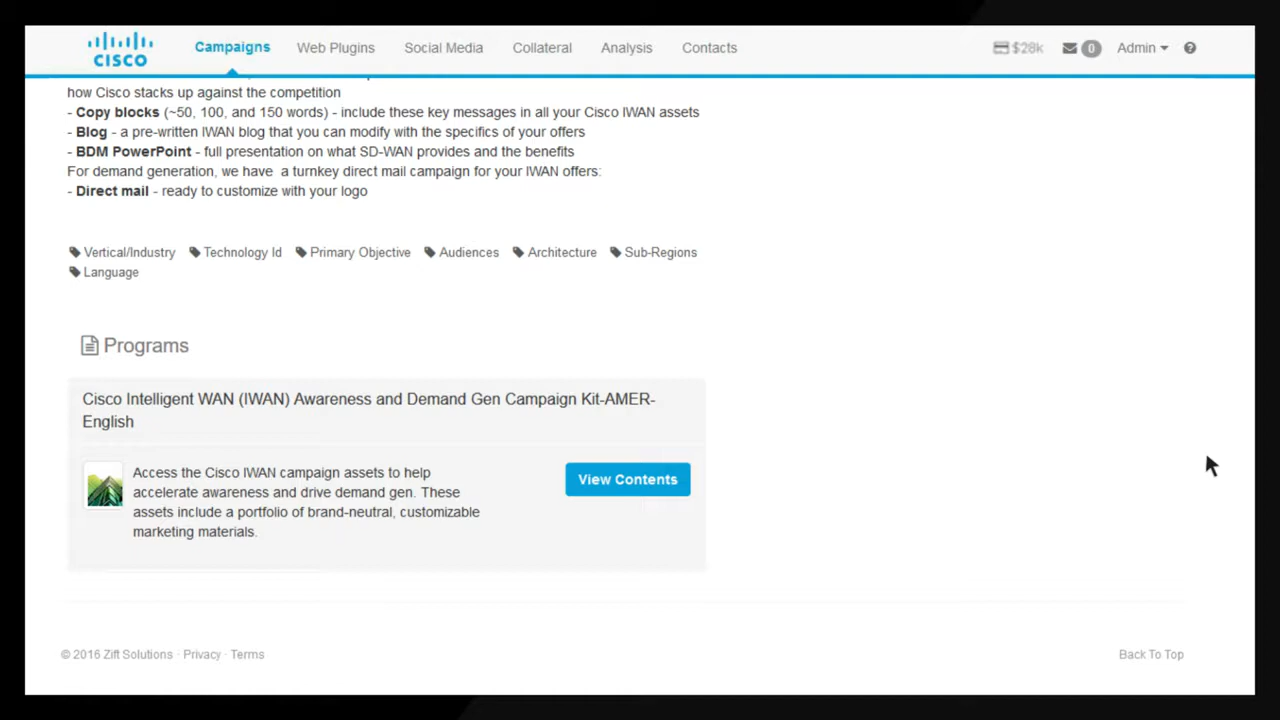 CISCO
Campaigns Web Plugins Social Media Collateral Analysis Contacts $28k 0 Admin
how Cisco stacks up against the competition
- Copy blocks (~50, 100, and 150 words) - include these key messages in all your Cisco IWAN assets
- Blog - a pre-written IWAN blog that you can modify with the specifics of your offers
- BDM PowerPoint - full presentation on what SD-WAN provides and the benefits
For demand generation, we have  a turnkey direct mail campaign for your IWAN offers:
- Direct mail - ready to customize with your logo
Vertical/Industry Technology Id Primary Objective Audiences Architecture Sub-Regions
Language
Programs
Cisco Intelligent WAN (IWAN) Awareness and Demand Gen Campaign Kit-AMER-
English
Access the Cisco IWAN campaign assets to help
accelerate awareness and drive demand gen. These
assets include a portfolio of brand-neutral, customizable
marketing materials.
View Contents
© 2016 Zift Solutions · Privacy · Terms
Back To Top